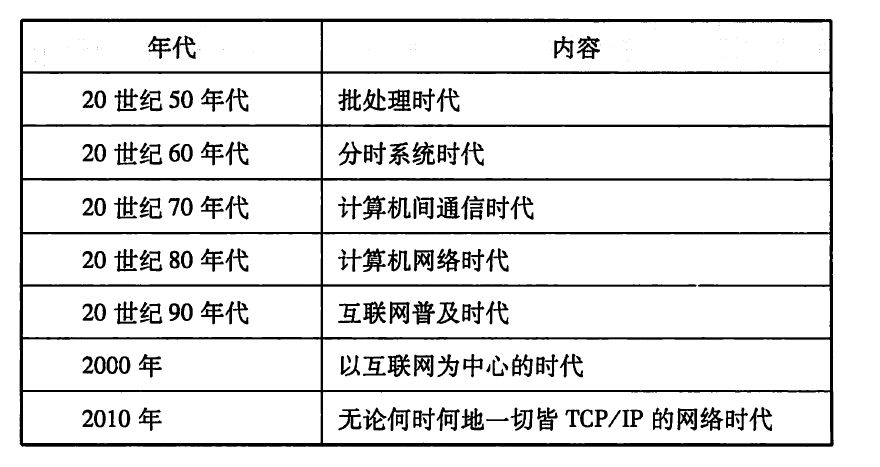 年代 内容
20 世纪 50 年代 批处理时代
20 世纪 60 年代 分时系统时代
20 世纪 70 年代 计算机间通信时代
20 世纪 80 年代 计算机网络时代
20 世纪 90 年代 互联网普及时代
2000 年 以互联网为中心的时代
2010 年 无论何时何地一切皆 TCP/IP 的网络时代